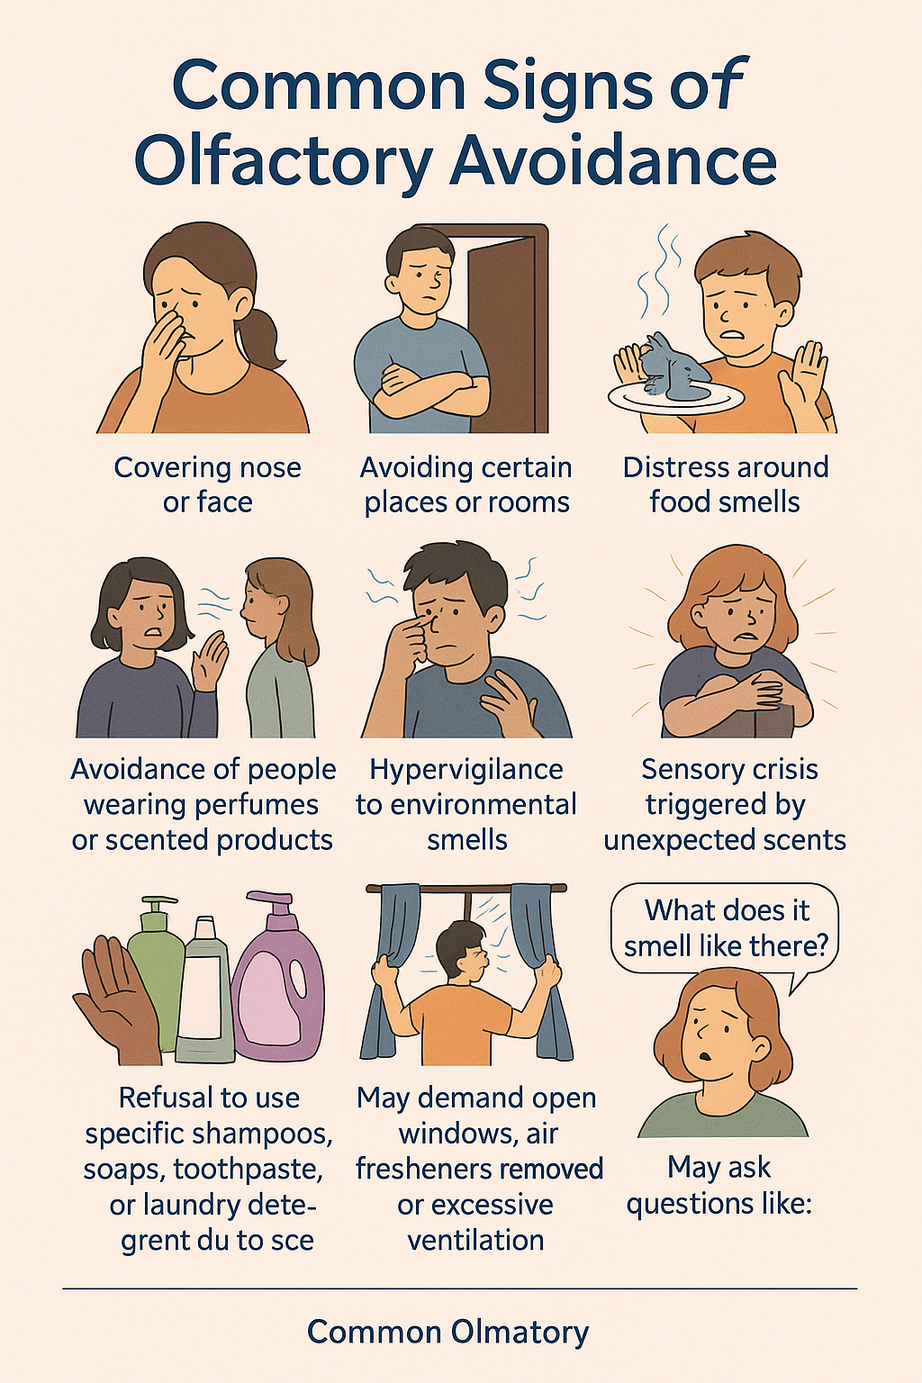 Common Signs of
Olfactory Avoidance
Covering nose
or face
Avoiding certain
places or rooms
Distress around
food smells
Avoidance of people
wearing perfumes
or scented products
Hypervigilance
to environmental
smells
Sensory crisis
triggered by
unexpected scents
Refusal to use
specific shampoos,
soaps, toothpaste,
or laundry dete-
grent du to sce
May demand open
windows, air
fresheners removed
or excessive
ventilation
What does it
smell like there?
May ask
questions like:
Common Olmatory